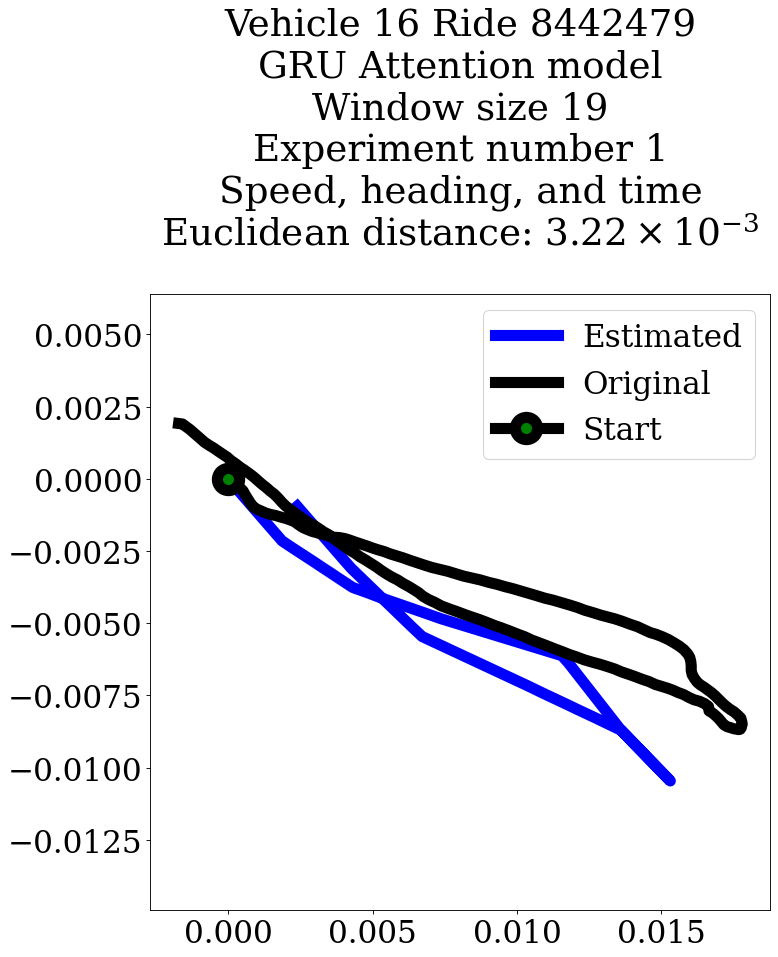 Vehicle 16 Ride 8442479
GRU Attention model
Window size 19
Experiment number 1
Speed, heading, and time
Euclidean distance: 3.22 × 10⁻³
Estimated
Original
Start
0.0050
0.0025
0.0000
−0.0025
−0.0050
−0.0075
−0.0100
−0.0125
0.000 0.005 0.010 0.015